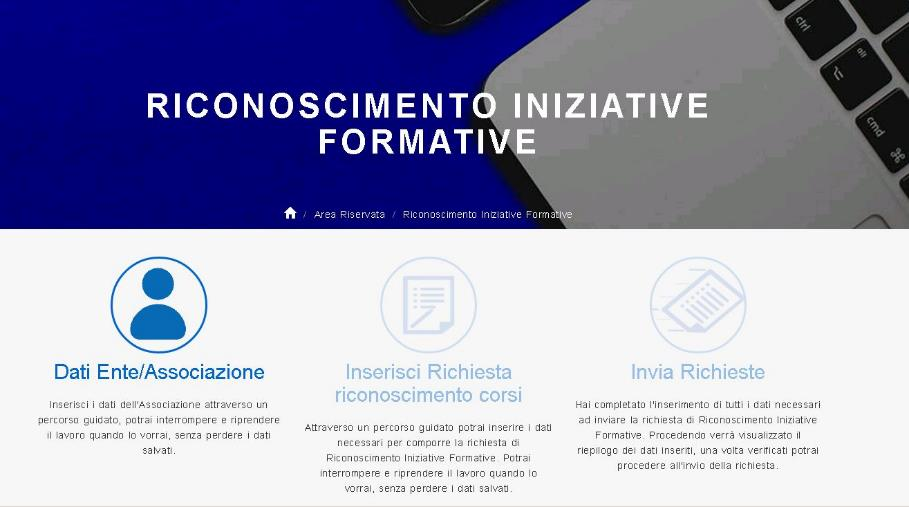 ctrl
alt
⌥
cmd
⌘
RICONOSCIMENTO INIZIATIVE
FORMATIVE
/ Area Riservata / Riconoscimento Iniziative Formative
Dati Ente/Associazione
Inserisci i dati dell'Associazione attraverso un
percorso guidato, potrai interrompere e riprendere
il lavoro quando lo vorrai, senza perdere i dati
salvati.
Inserisci Richiesta
riconoscimento corsi
Attraverso un percorso guidato potrai inserire i dati
necessari per comporre la richiesta di
Riconoscimento Iniziative Formative. Potrai
interrompere e riprendere il lavoro quando lo
vorrai, senza perdere i dati salvati.
Invia Richieste
Hai completato l'inserimento di tutti i dati necessari
ad inviare la richiesta di Riconoscimento Iniziative
Formative. Procedendo verrà visualizzato il
riepilogo dei dati inseriti, una volta verificati potrai
procedere all'invio della richiesta.